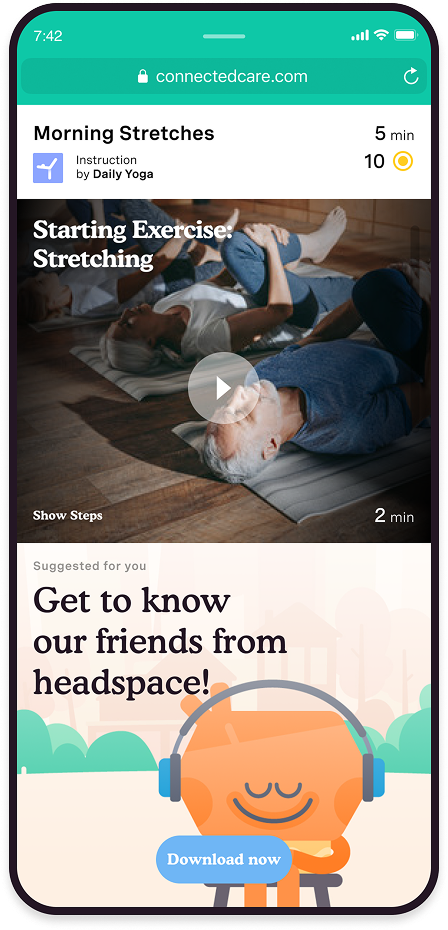 7:42
connectedcare.com
Morning Stretches
5 min
Instruction
by Daily Yoga
10
Starting Exercise:
Stretching
Show Steps
2 min
Suggested for you
Get to know
our friends from
headspace!
Download now